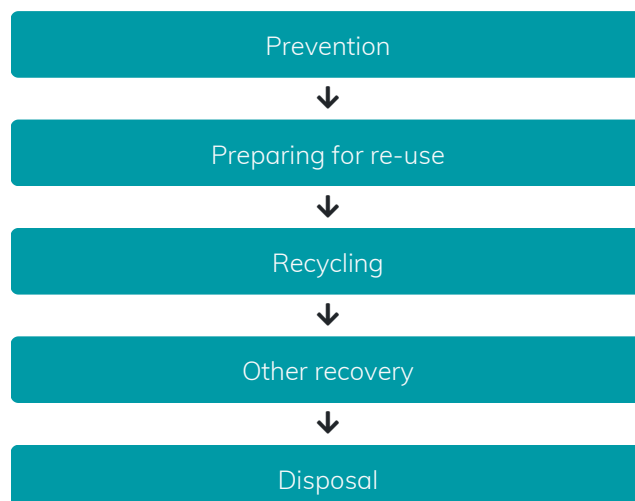 Prevention
Preparing for re-use
Recycling
Other recovery
Disposal